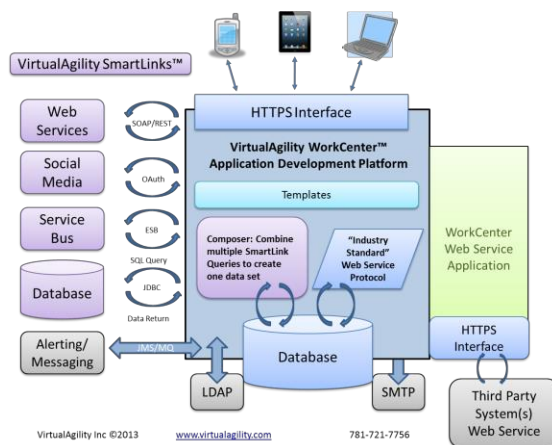 VirtualAgility SmartLinks™
HTTPS Interface
Web
Services
SOAP/REST
VirtualAgility WorkCenter™
Application Development Platform
Social
Media
OAuth
Templates
Service
Bus
ESB
Composer: Combine
multiple SmartLink
Queries to create
one data set
"Industry
Standard"
Web Service
Protocol
WorkCenter
Web Service
Application
SQL Query
Database
JDBC
Data Return
Alerting/
Messaging
JMS/MQ
Database
HTTPS
Interface
LDAP
SMTP
Third Party
System(s)
Web Service
VirtualAgility Inc ©2013
www.virtualagility.com
781-721-7756